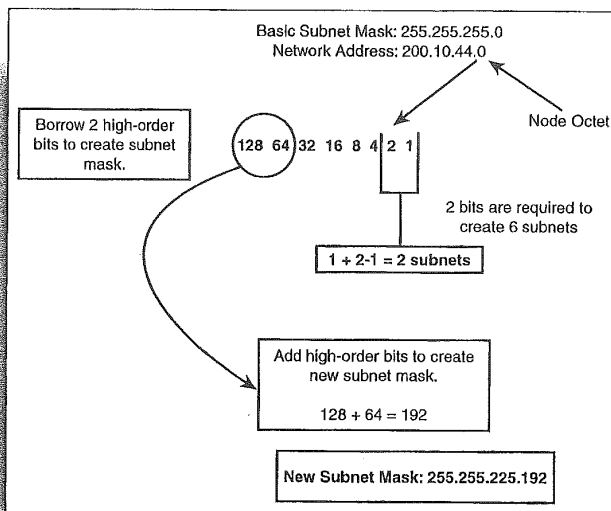 Basic Subnet Mask: 255.255.255.0
Network Address: 200.10.44.0
Node Octet
Borrow 2 high-order
bits to create subnet
mask.
128 64 32 16 8 4 2 1
2 bits are required to
create 6 subnets
1 + 2-1 = 2 subnets
Add high-order bits to create
new subnet mask.
128 + 64 = 192
New Subnet Mask: 255.255.225.192